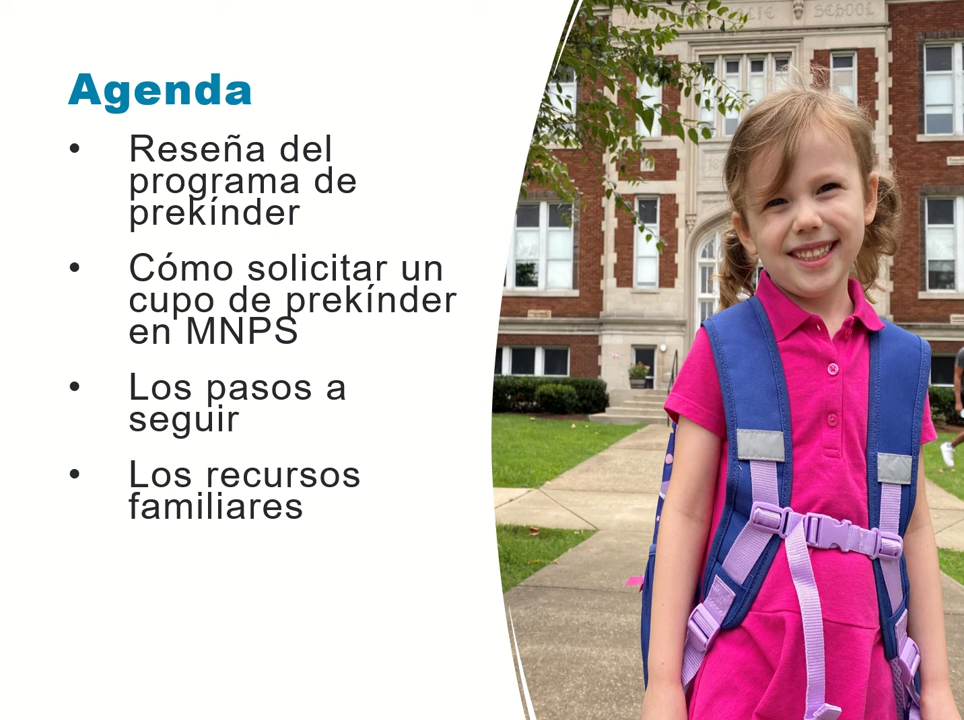 Agenda
• Reseña del
programa de
prekínder
• Cómo solicitar un
cupo de prekínder
en MNPS
• Los pasos a
seguir
• Los recursos
familiares
SCHOOL